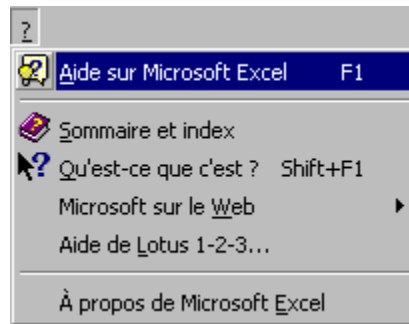 ?
Aide sur Microsoft Excel F1
Sommaire et index
Qu'est-ce que c'est ? Shift+F1
Microsoft sur le Web
Aide de Lotus 1-2-3...
À propos de Microsoft Excel